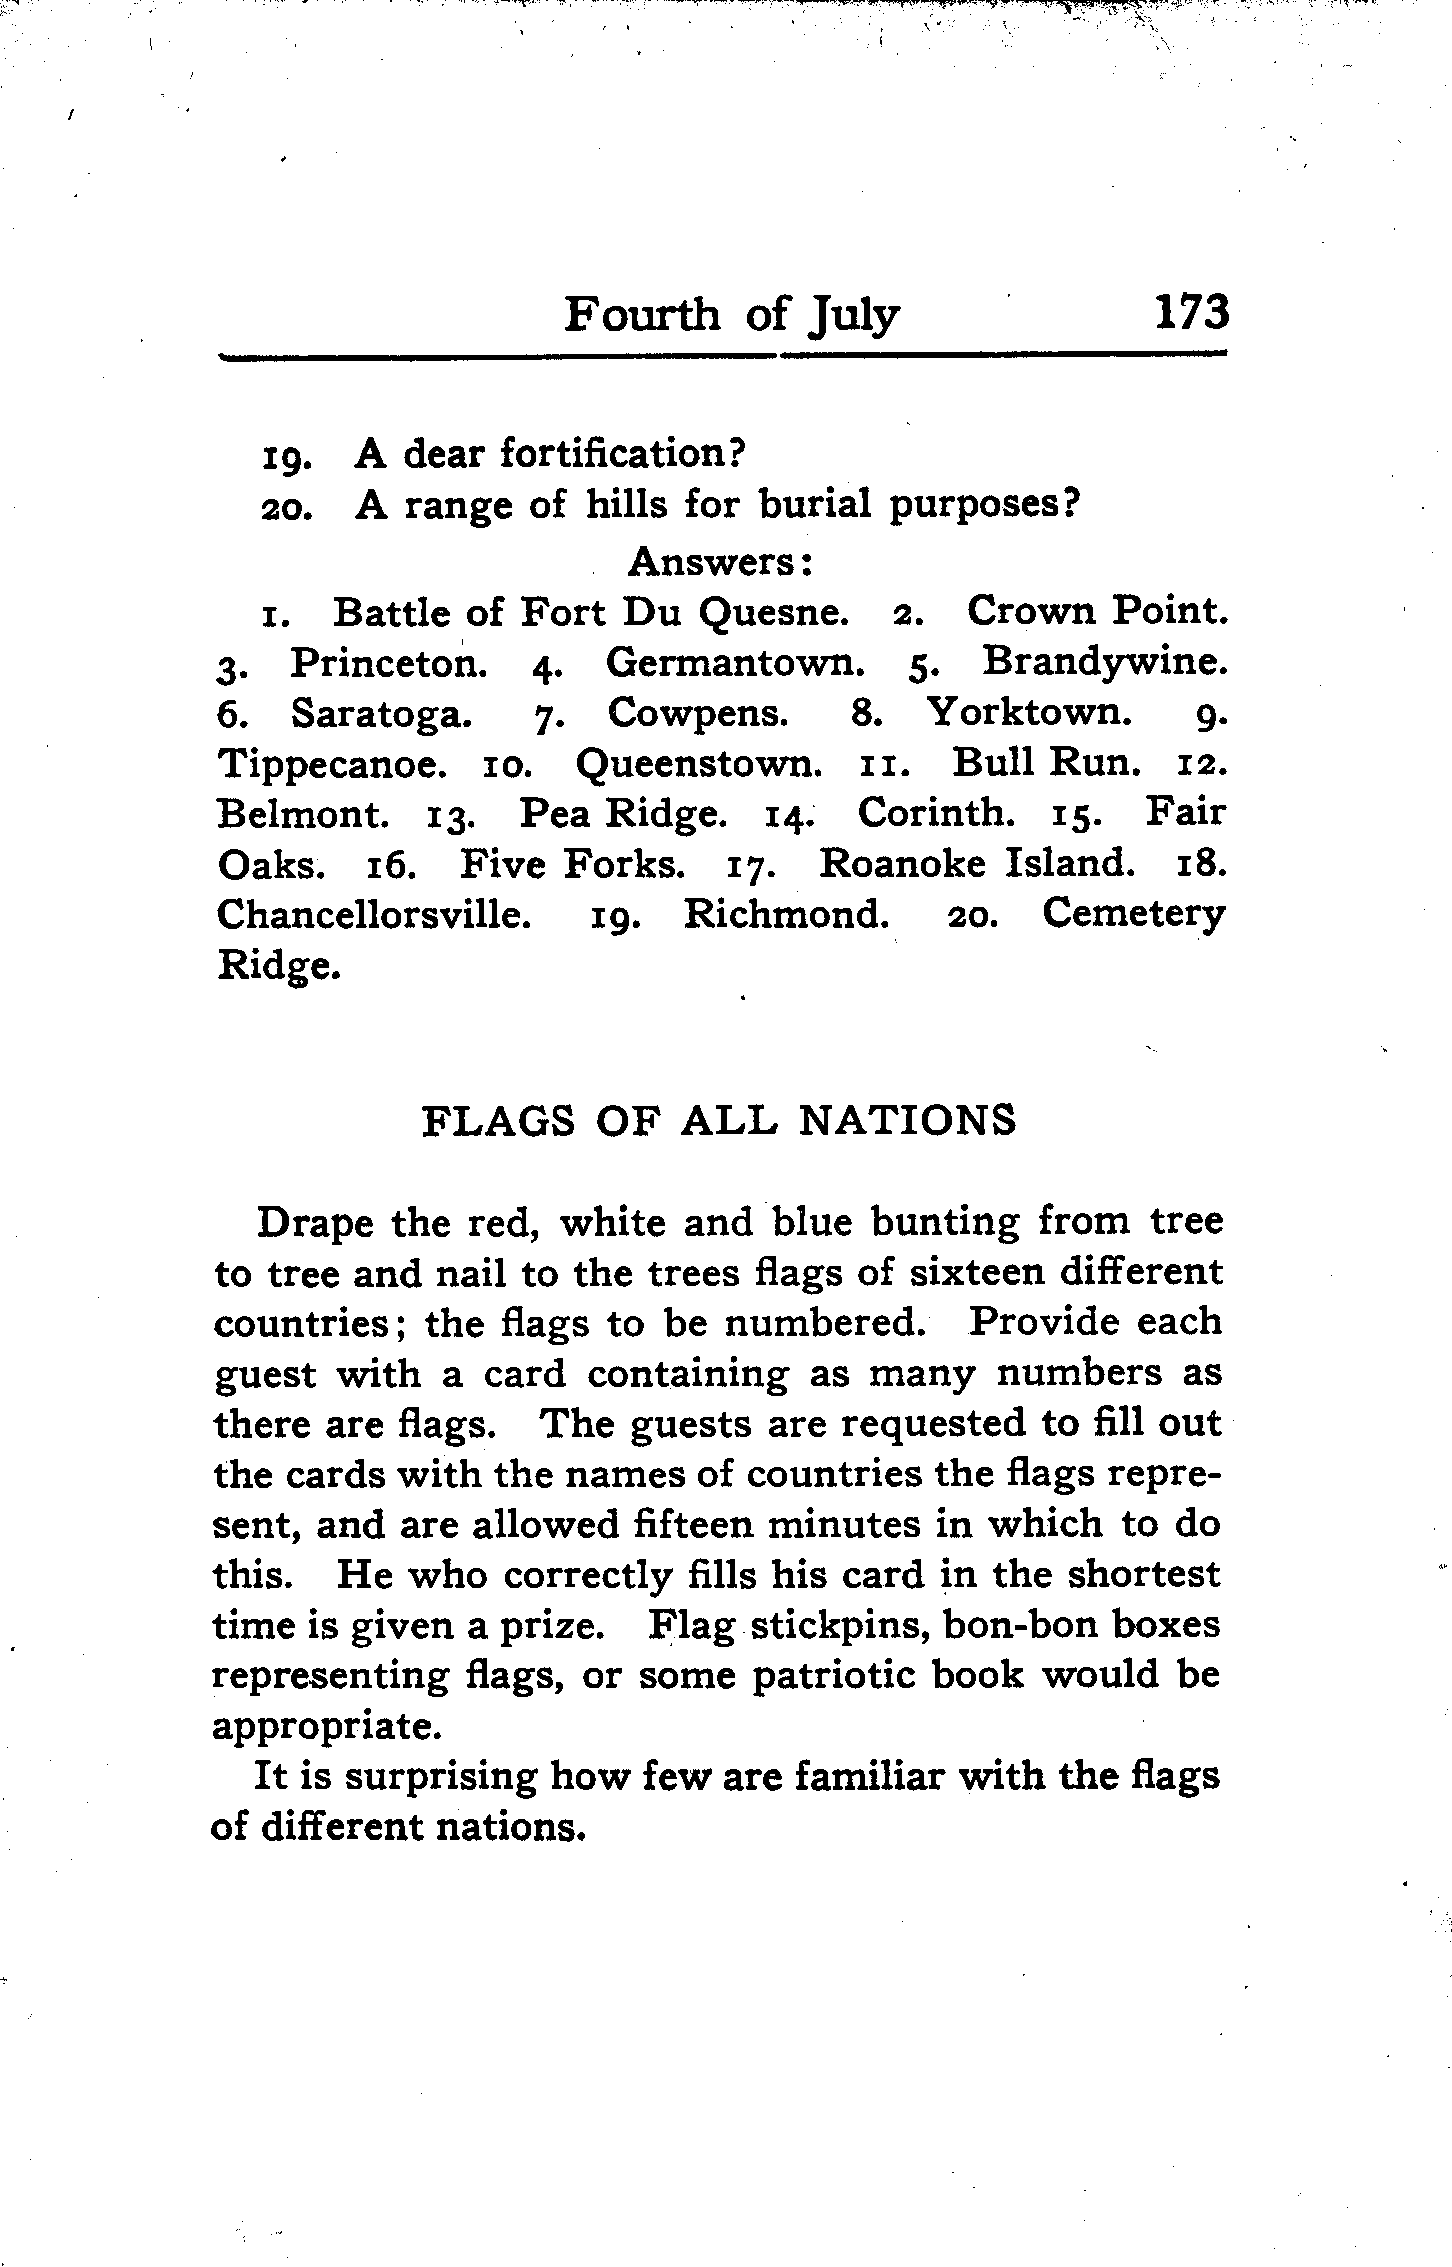 Fourth of July 173
19. A dear fortification?
20. A range of hills for burial purposes?
Answers:
1. Battle of Fort Du Quesne. 2. Crown Point.
3. Princeton. 4. Germantown. 5. Brandywine.
6. Saratoga. 7. Cowpens. 8. Yorktown. 9.
Tippecanoe. 10. Queenstown. 11. Bull Run. 12.
Belmont. 13. Pea Ridge. 14. Corinth. 15. Fair
Oaks. 16. Five Forks. 17. Roanoke Island. 18.
Chancellorsville. 19. Richmond. 20. Cemetery
Ridge.
FLAGS OF ALL NATIONS
Drape the red, white and blue bunting from tree
to tree and nail to the trees flags of sixteen different
countries; the flags to be numbered. Provide each
guest with a card containing as many numbers as
there are flags. The guests are requested to fill out
the cards with the names of countries the flags repre-
sent, and are allowed fifteen minutes in which to do
this. He who correctly fills his card in the shortest
time is given a prize. Flag stickpins, bon-bon boxes
representing flags, or some patriotic book would be
appropriate.
It is surprising how few are familiar with the flags
of different nations.